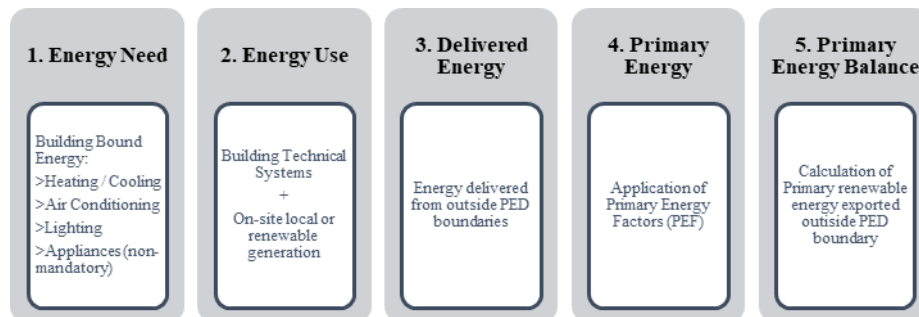 1. Energy Need
Building Bound
Energy:
>Heating / Cooling
>Air Conditioning
>Lighting
>Appliances (non-
mandatory)
2. Energy Use
Building Technical
Systems
+
On-site local or
renewable
generation
3. Delivered
Energy
Energy delivered
from outside PED
boundaries
4. Primary
Energy
Application of
Primary Energy
Factors (PEF)
5. Primary
Energy Balance
Calculation of
Primary renewable
energy exported
outiside PED
boundary